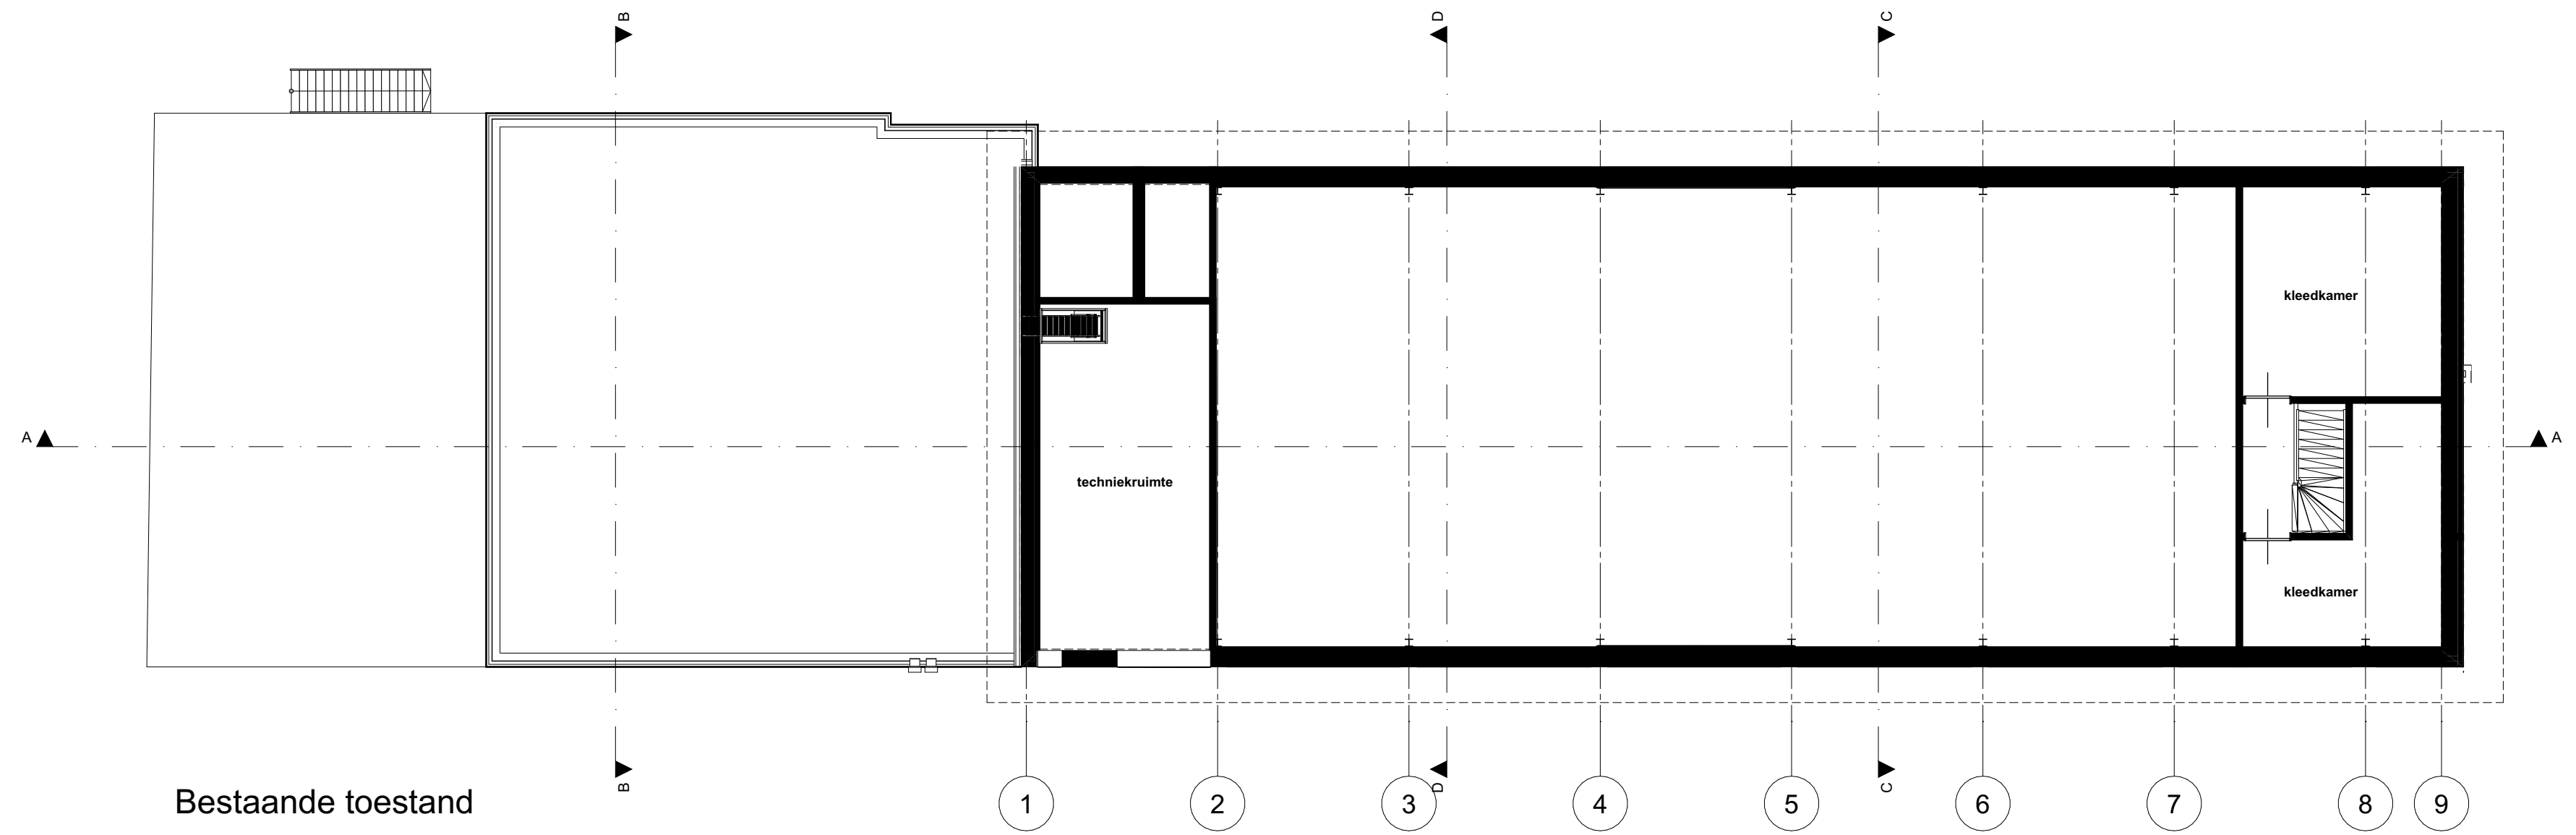 B
D
C
kleedkamer
A
A
techniekruimte
kleedkamer
B
D
C
Bestaande toestand
1
2
3
4
5
6
7
8
9